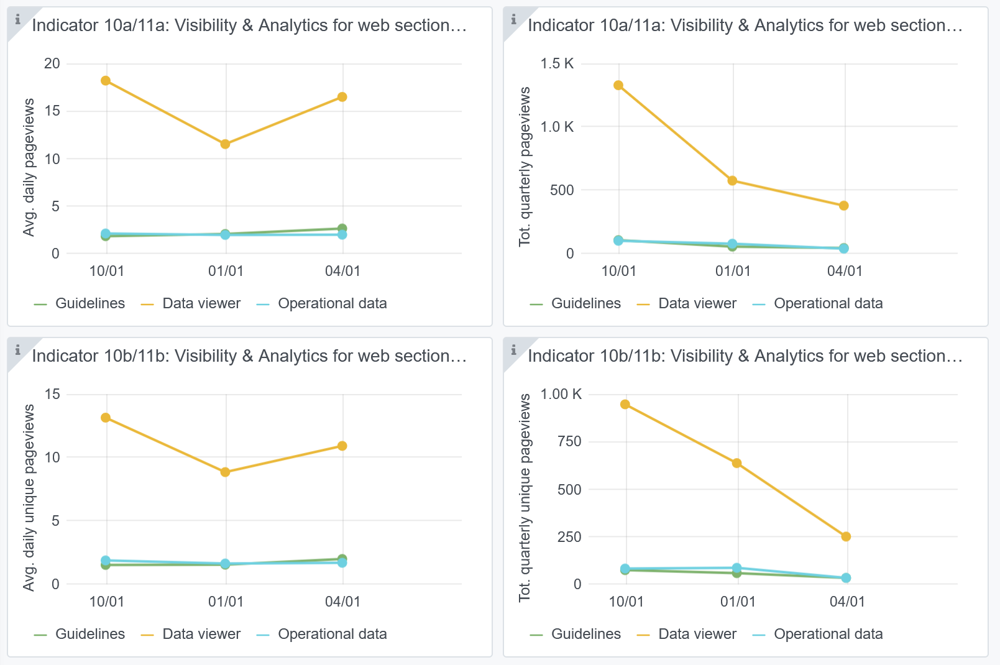 Indicator 10a/11a: Visibility & Analytics for web section…
Avg. daily pageviews
20
15
10
5
0
10/01 01/01 04/01
Guidelines Data viewer Operational data
Indicator 10a/11a: Visibility & Analytics for web section…
Tot. quarterly pageviews
1.5 K
1.0 K
500
0
10/01 01/01 04/01
Guidelines Data viewer Operational data
Indicator 10b/11b: Visibility & Analytics for web section…
Avg. daily unique pageviews
15
10
5
0
10/01 01/01 04/01
Guidelines Data viewer Operational data
Indicator 10b/11b: Visibility & Analytics for web section…
Tot. quarterly unique pageviews
1.00 K
750
500
250
0
10/01 01/01 04/01
Guidelines Data viewer Operational data